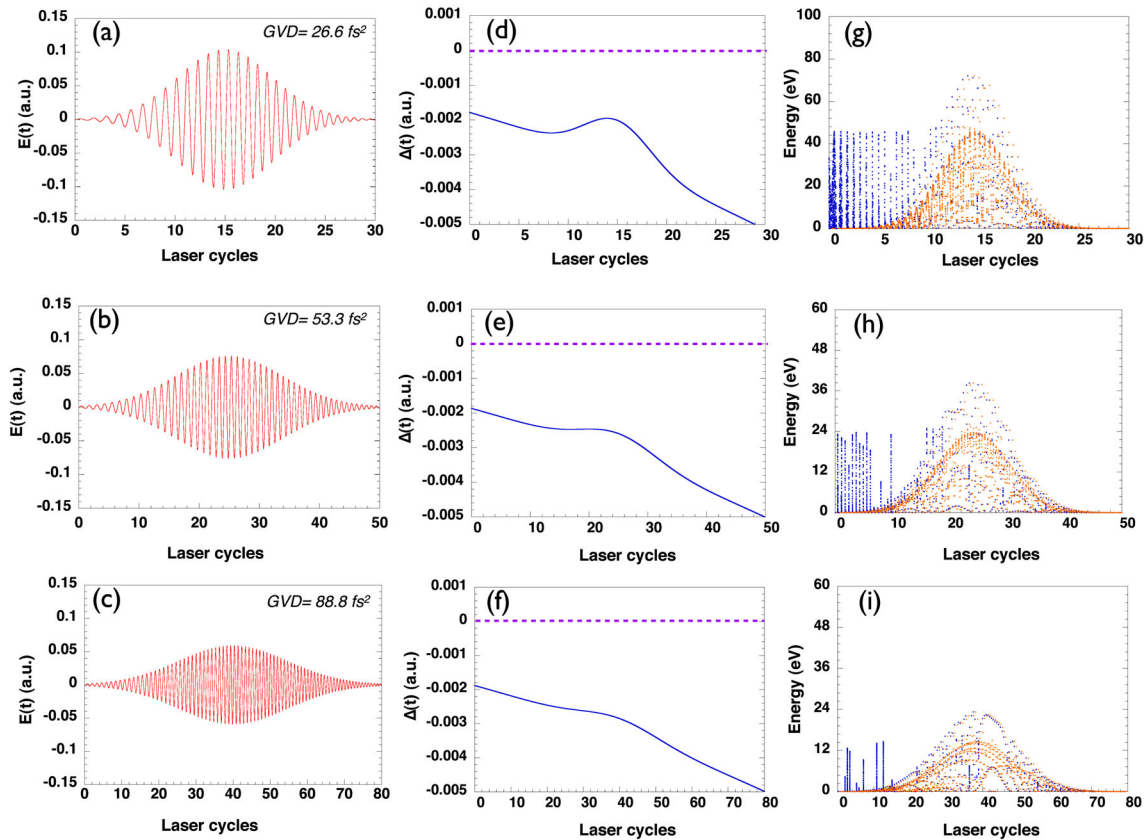 (a)
GVD= 26.6 fs²
E(t) (a.u.)
0.15
0.1
0.05
0
-0.05
-0.1
-0.15
0 5 10 15 20 25 30
Laser cycles
(d)
Δ(t) (a.u.)
0.001
0
-0.001
-0.002
-0.003
-0.004
-0.005
0 5 10 15 20 25 30
Laser cycles
(g)
Energy (eV)
100
80
60
40
20
0
0 5 10 15 20 25 30
Laser cycles
(b)
GVD= 53.3 fs²
E(t) (a.u.)
0.15
0.1
0.05
0
-0.05
-0.1
-0.15
0 10 20 30 40 50
Laser cycles
(e)
Δ(t) (a.u.)
0.001
0
-0.001
-0.002
-0.003
-0.004
-0.005
0 10 20 30 40 50
Laser cycles
(h)
Energy (eV)
60
48
36
24
12
0
0 10 20 30 40 50
Laser cycles
(c)
GVD= 88.8 fs²
E(t) (a.u.)
0.15
0.1
0.05
0
-0.05
-0.1
-0.15
0 10 20 30 40 50 60 70 80
Laser cycles
(f)
Δ(t) (a.u.)
0.001
0
-0.001
-0.002
-0.003
-0.004
-0.005
0 10 20 30 40 50 60 70 80
Laser cycles
(i)
Energy (eV)
60
48
36
24
12
0
0 10 20 30 40 50 60 70 80
Laser cycles